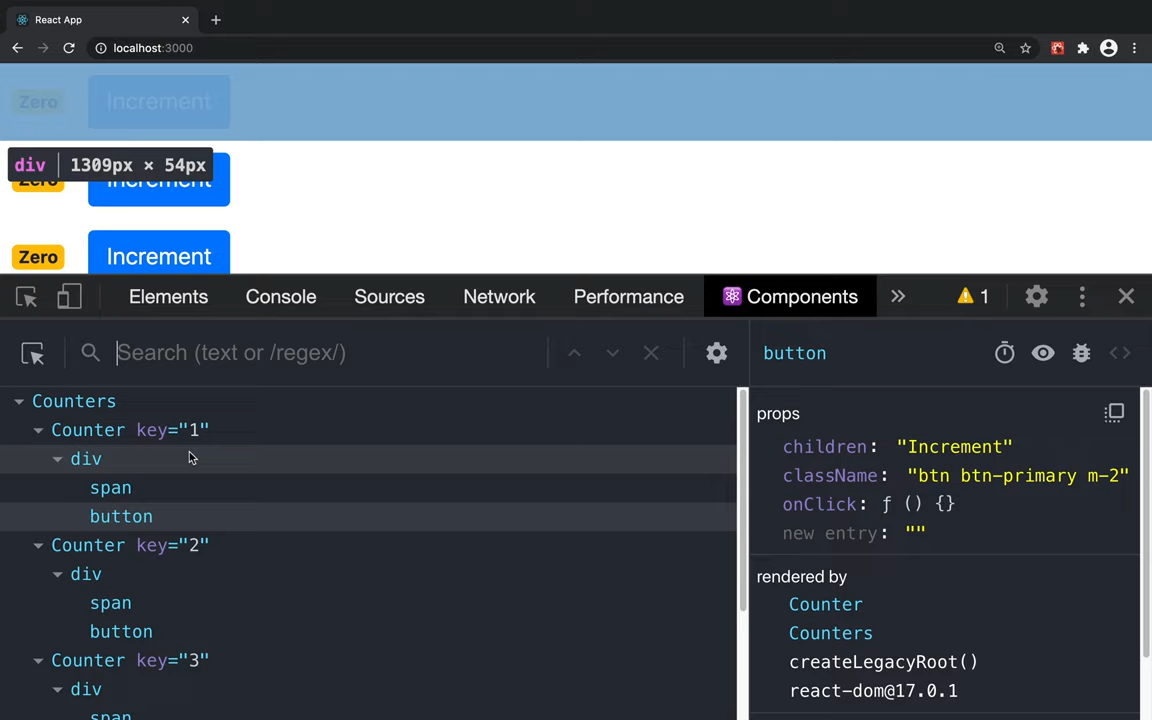 React App
localhost:3000
Zero Increment
div 1309px × 54px
Zero Increment
Zero Increment
Elements Console Sources Network Performance Components » 1
Search (text or /regex/) button
Counters
Counter key="1"
div
span
button
Counter key="2"
div
span
button
Counter key="3"
div
span
props
children: "Increment"
className: "btn btn-primary m-2"
onClick: ƒ () {}
new entry: ""
rendered by
Counter
Counters
createLegacyRoot()
react-dom@17.0.1